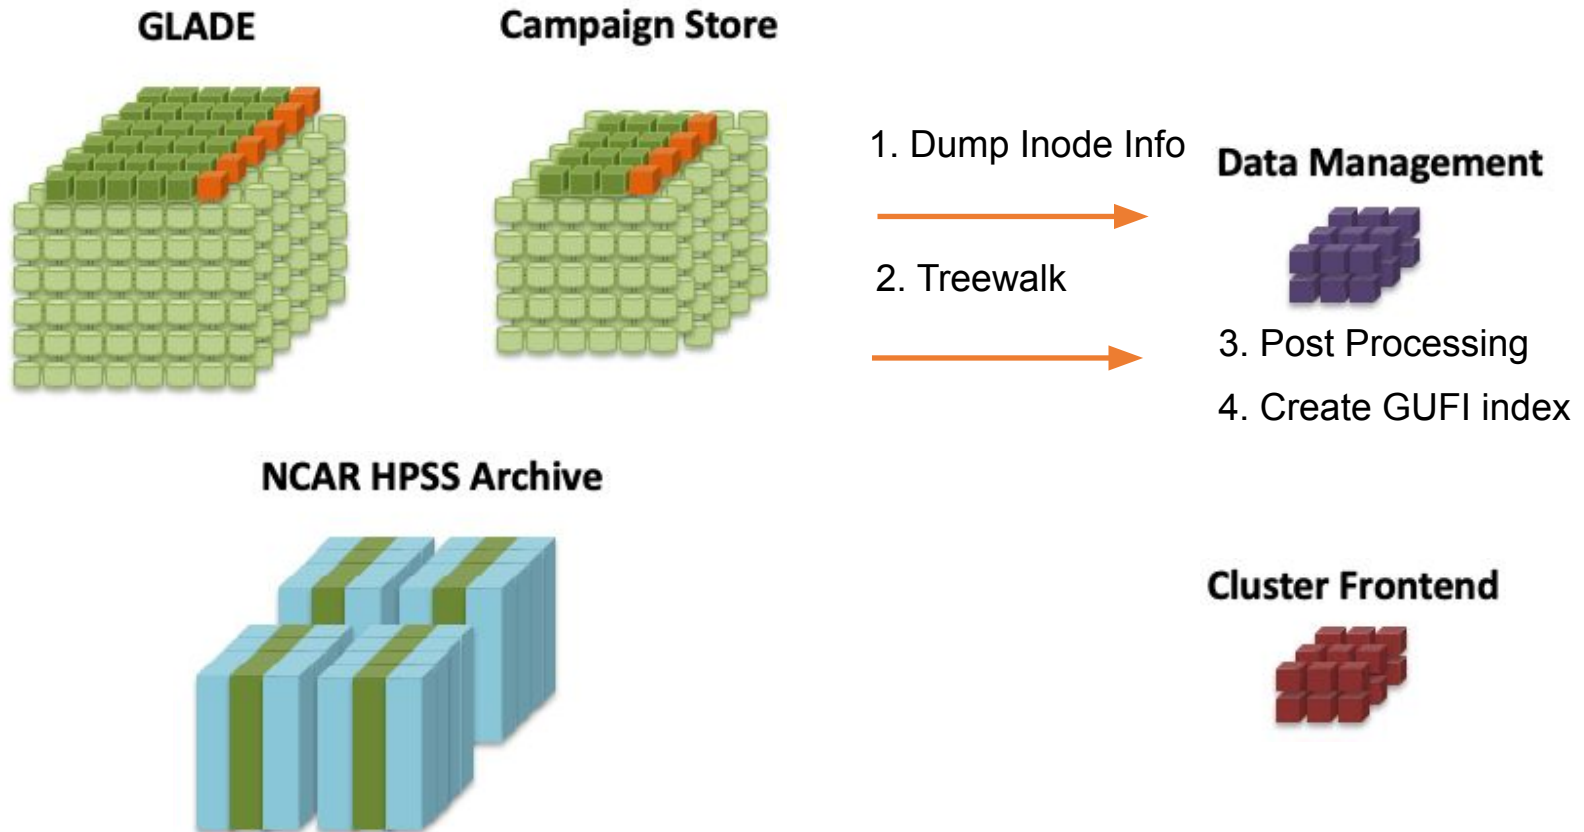 GLADE
Campaign Store
1. Dump Inode Info
Data Management
2. Treewalk
3. Post Processing
4. Create GUFI index
NCAR HPSS Archive
Cluster Frontend